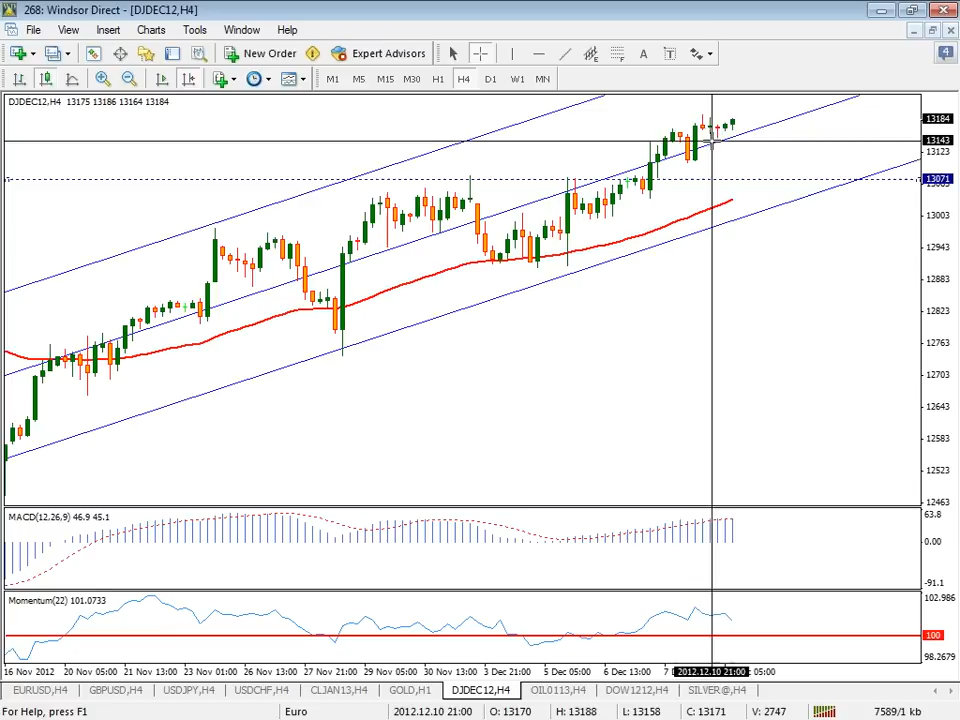 268: Windsor Direct - [DJDEC12,H4]
File View Insert Charts Tools Window Help
New Order Expert Advisors A T 4
M1 M5 M15 M30 H1 H4 D1 W1 MN
DJDEC12,H4 13175 13186 13164 13184
13184
13143
13123
13071
13003
12943
12883
12823
12763
12703
12643
12583
12523
12463
MACD(12,26,9) 46.9 45.1
63.8
0.00
-91.1
Momentum(22) 101.0733
102.986
100
98.2679
16 Nov 2012 20 Nov 05:00 21 Nov 13:00 23 Nov 01:00 26 Nov 13:00 27 Nov 21:00 29 Nov 05:00 30 Nov 13:00 3 Dec 21:00 5 Dec 05:00 6 Dec 13:00 7 2012.12.10 21:00 05:00
EURUSD,H4 GBPUSD,H4 USDJPY,H4 USDCHF,H4 CLJAN13,H4 GOLD,H1 DJDEC12,H4 OIL0113,H4 DOW1212,H4 SILVER@,H4
For Help, press F1 Euro 2012.12.10 21:00 O: 13170 H: 13188 L: 13158 C: 13171 V: 2747 7589/1 kb